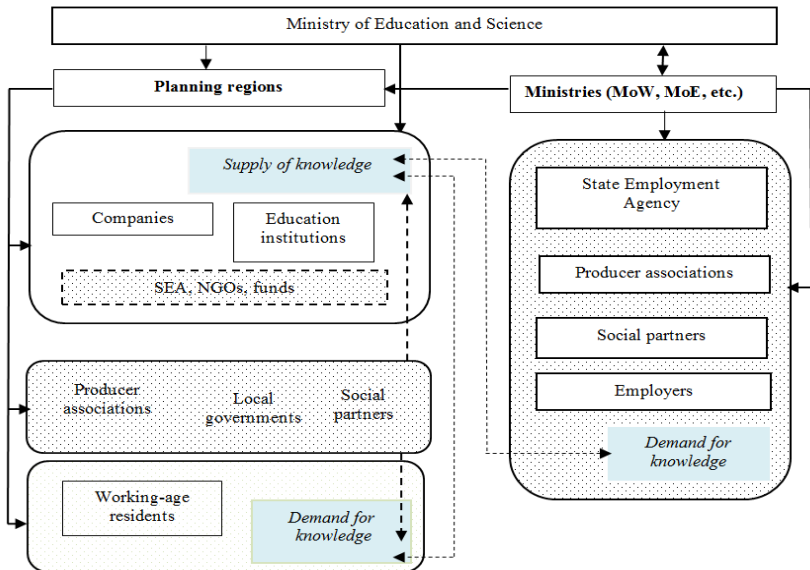 Ministry of Education and Science
Planning regions
Ministries (MoW, MoE, etc.)
Supply of knowledge
Companies
Education
institutions
SEA, NGOs, funds
Producer
associations
Local
governments
Social
partners
Working-age
residents
Demand for
knowledge
State Employment
Agency
Producer associations
Social partners
Employers
Demand for
knowledge